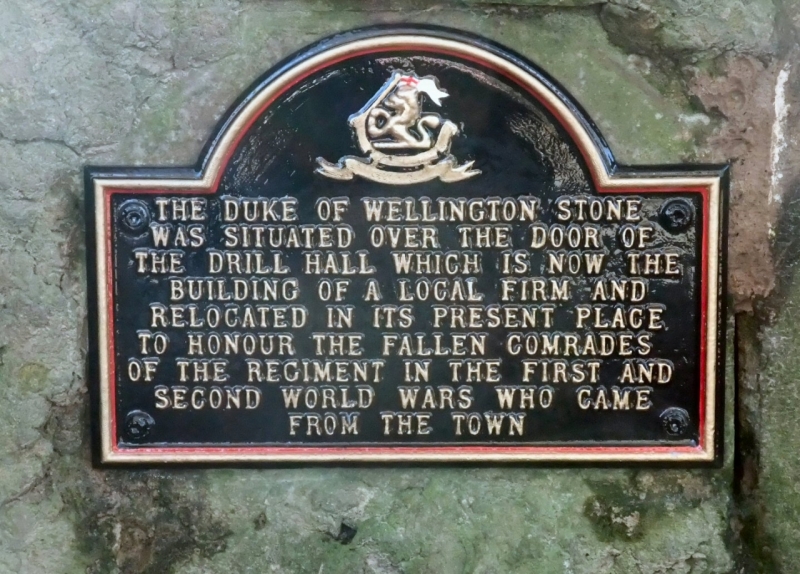 THE DUKE OF WELLINGTON STONE
WAS SITUATED OVER THE DOOR OF
THE DRILL HALL WHICH IS NOW THE
BUILDING OF A LOCAL FIRM AND
RELOCATED IN ITS PRESENT PLACE
TO HONOUR THE FALLEN COMRADES
OF THE REGIMENT IN THE FIRST AND
SECOND WORLD WARS WHO CAME
FROM THE TOWN